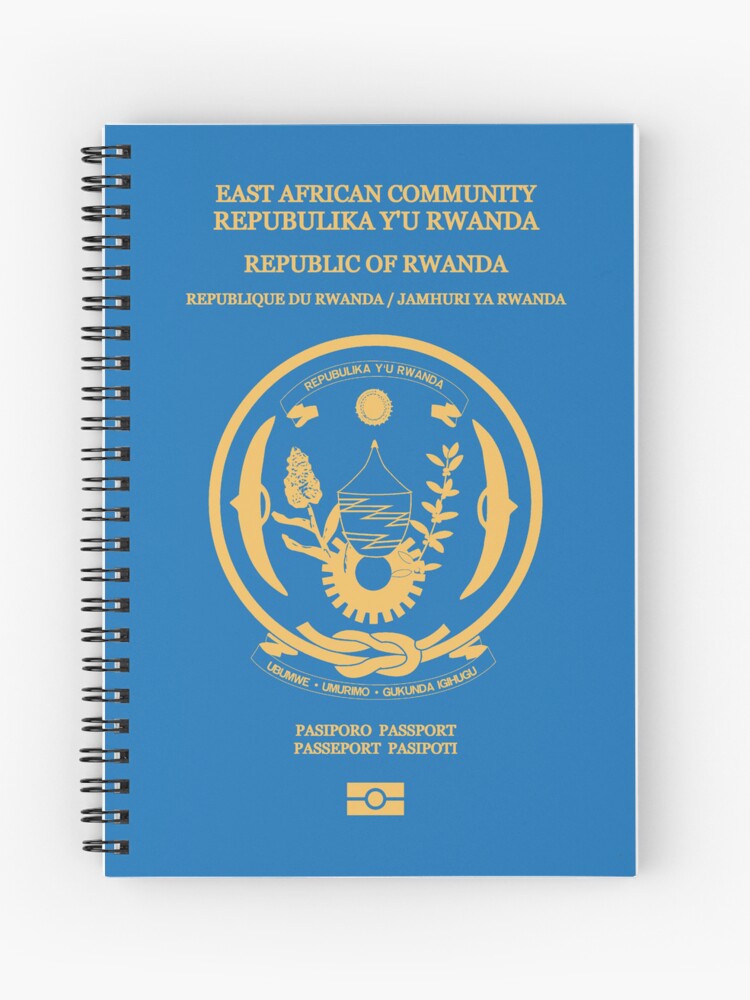 EAST AFRICAN COMMUNITY
REPUBULIKA Y'U RWANDA
REPUBLIC OF RWANDA
REPUBLIQUE DU RWANDA / JAMHURI YA RWANDA
REPUBULIKA Y'U RWANDA
UBUMWE • UMURIMO • GUKUNDA IGIHUGU
PASIPORO PASSPORT
PASSEPORT PASIPOTI